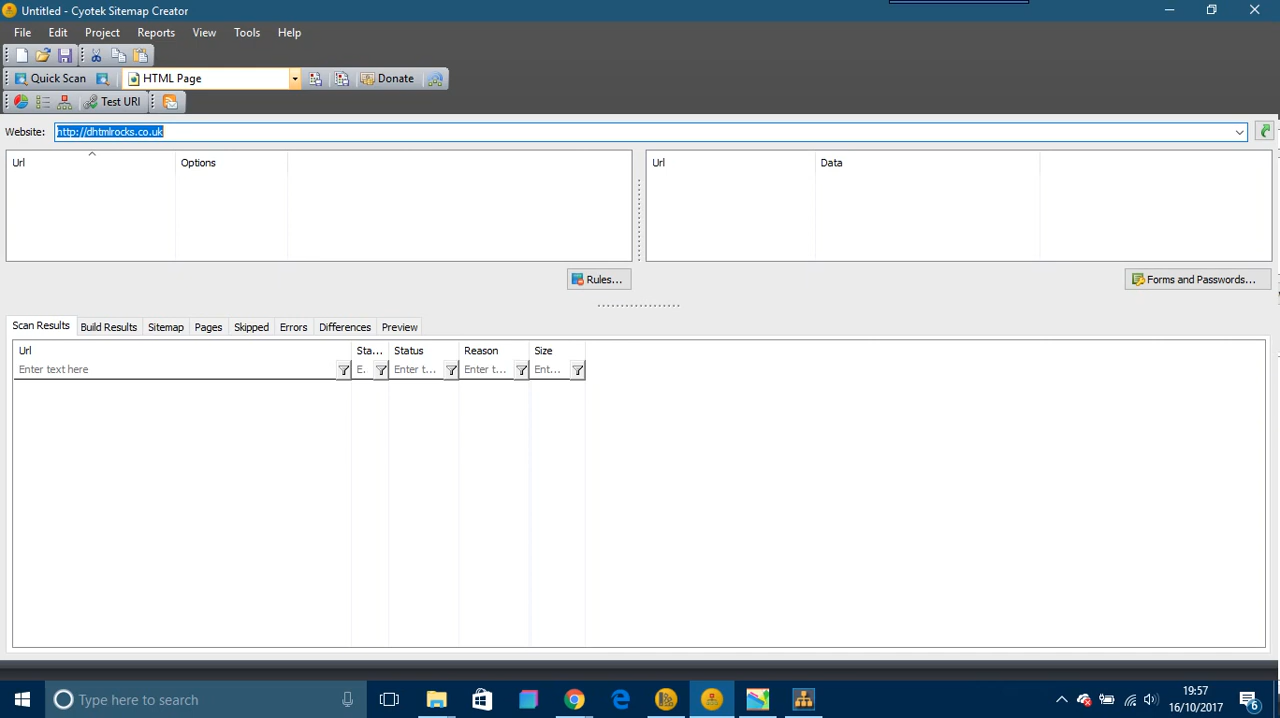 Untitled - Cyotek Sitemap Creator
File Edit Project Reports View Tools Help
Quick Scan HTML Page Donate
Test URI
Website: http://dhtmlrocks.co.uk
Url Options Url Data
Rules... Forms and Passwords...
Scan Results Build Results Sitemap Pages Skipped Errors Differences Preview
Url Sta... Status Reason Size
Enter text here E. Enter t... Enter t... Ent...
Type here to search
19:57
16/10/2017
6